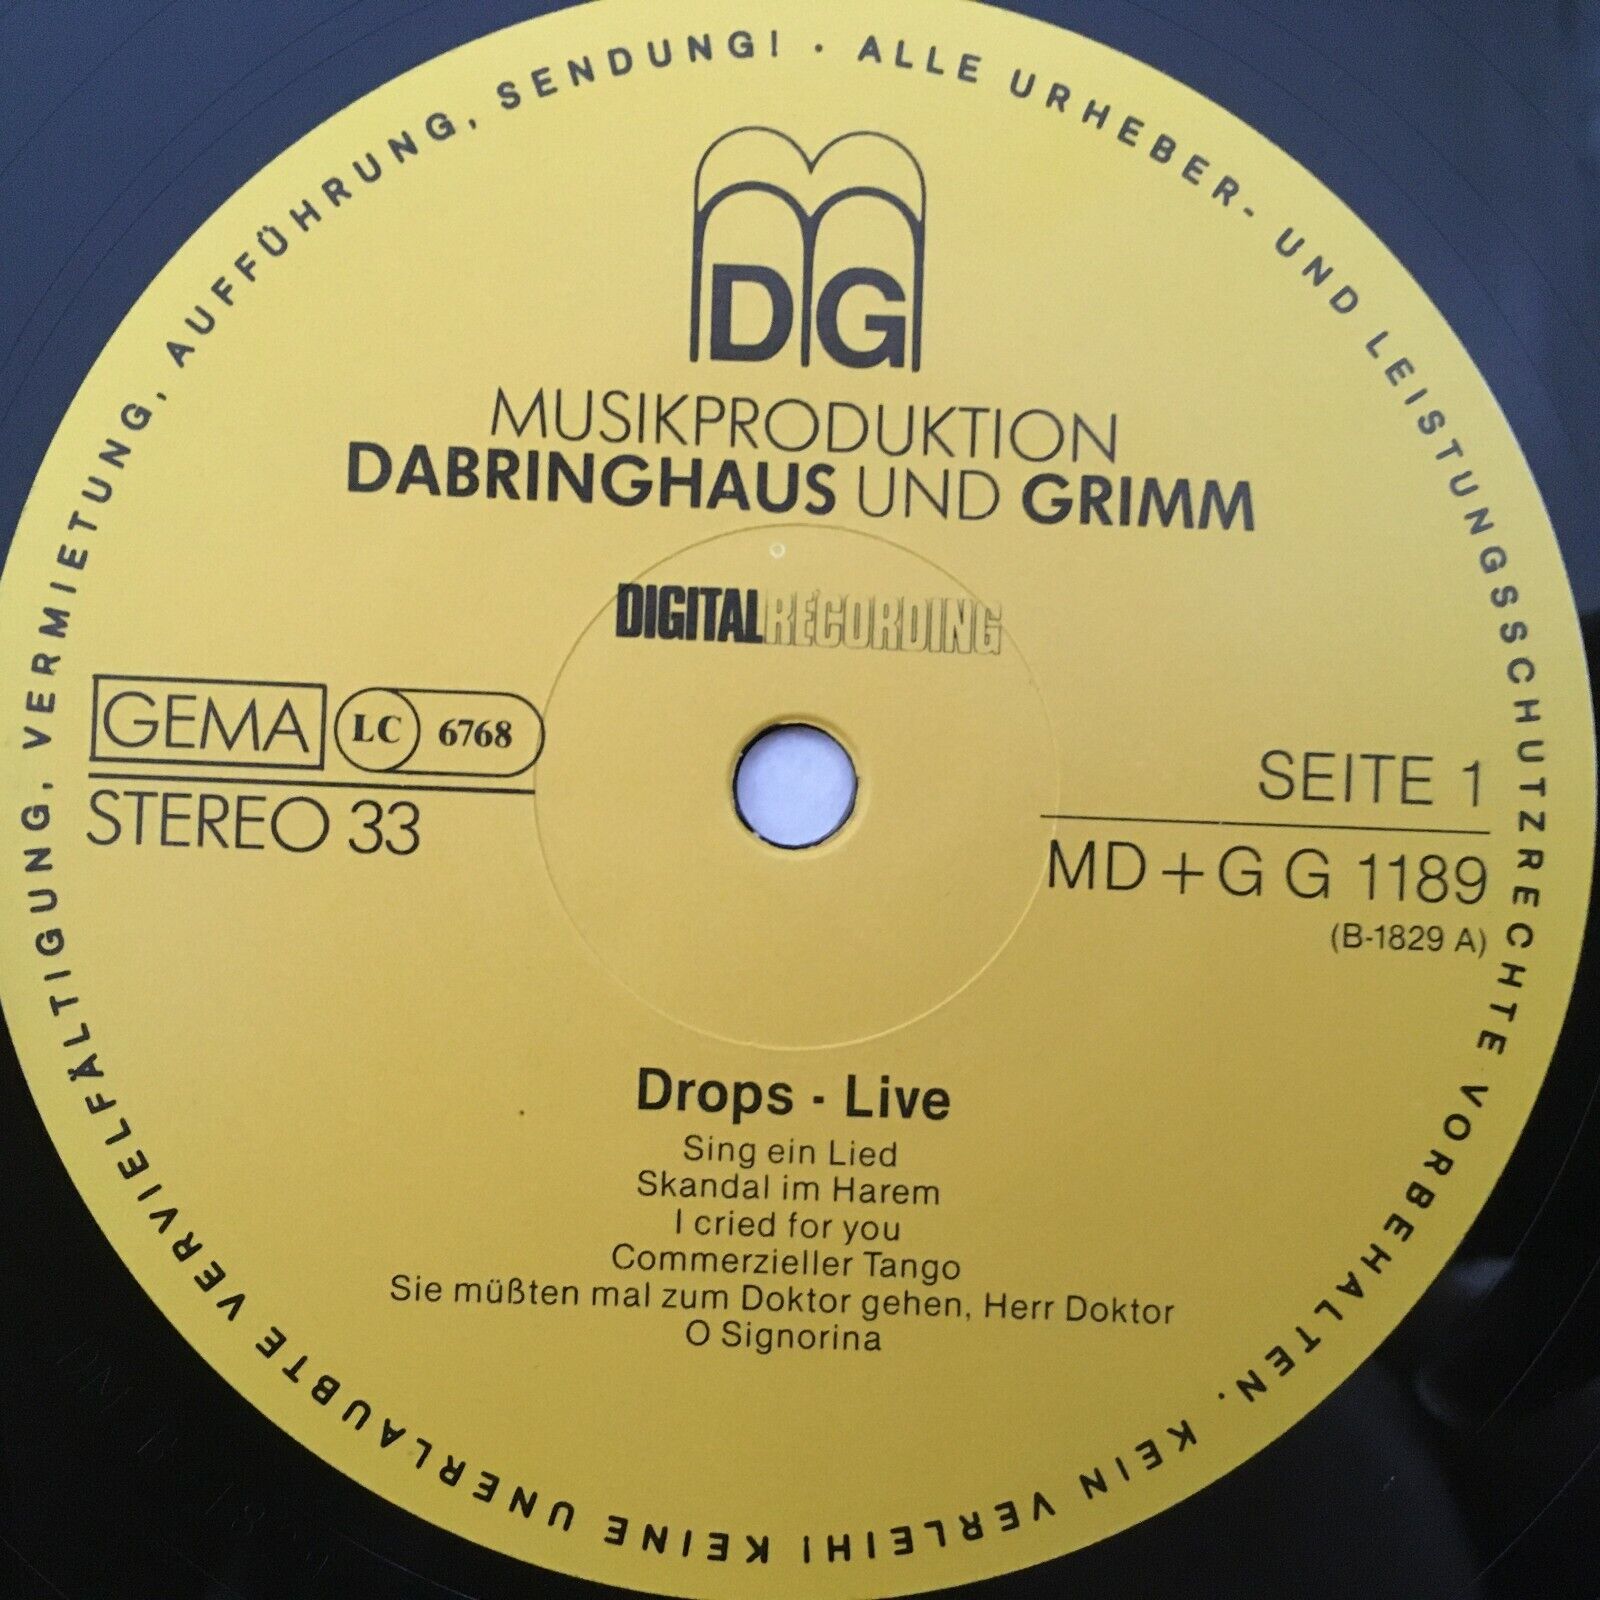 ALLE URHEBER- UND LEISTUNGSSCHUTZRECHTE VORBEHALTEN. KEIN VERLEIH! KEINE UNERLAUBTE VERVIELFÄLTIGUNG, VERMIETUNG, AUFFÜHRUNG, SENDUNG! ·
DG
MUSIKPRODUKTION
DABRINGHAUS UND GRIMM
DIGITAL RECORDING
GEMA LC 6768
STEREO 33
SEITE 1
MD+G G 1189
(B-1829 A)
Drops - Live
Sing ein Lied
Skandal im Harem
I cried for you
Commerzieller Tango
Sie müßten mal zum Doktor gehen, Herr Doktor
O Signorina